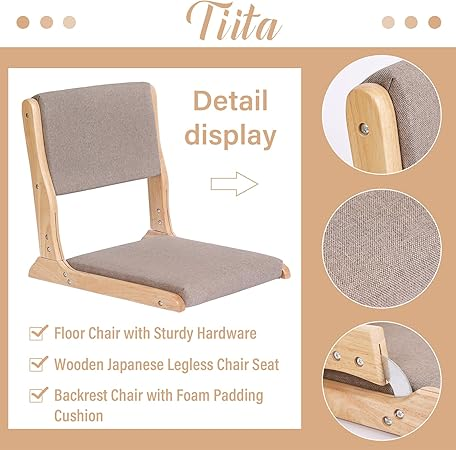 Tiita
Detail
display
Floor Chair with Sturdy Hardware
Wooden Japanese Legless Chair Seat
Backrest Chair with Foam Padding
Cushion